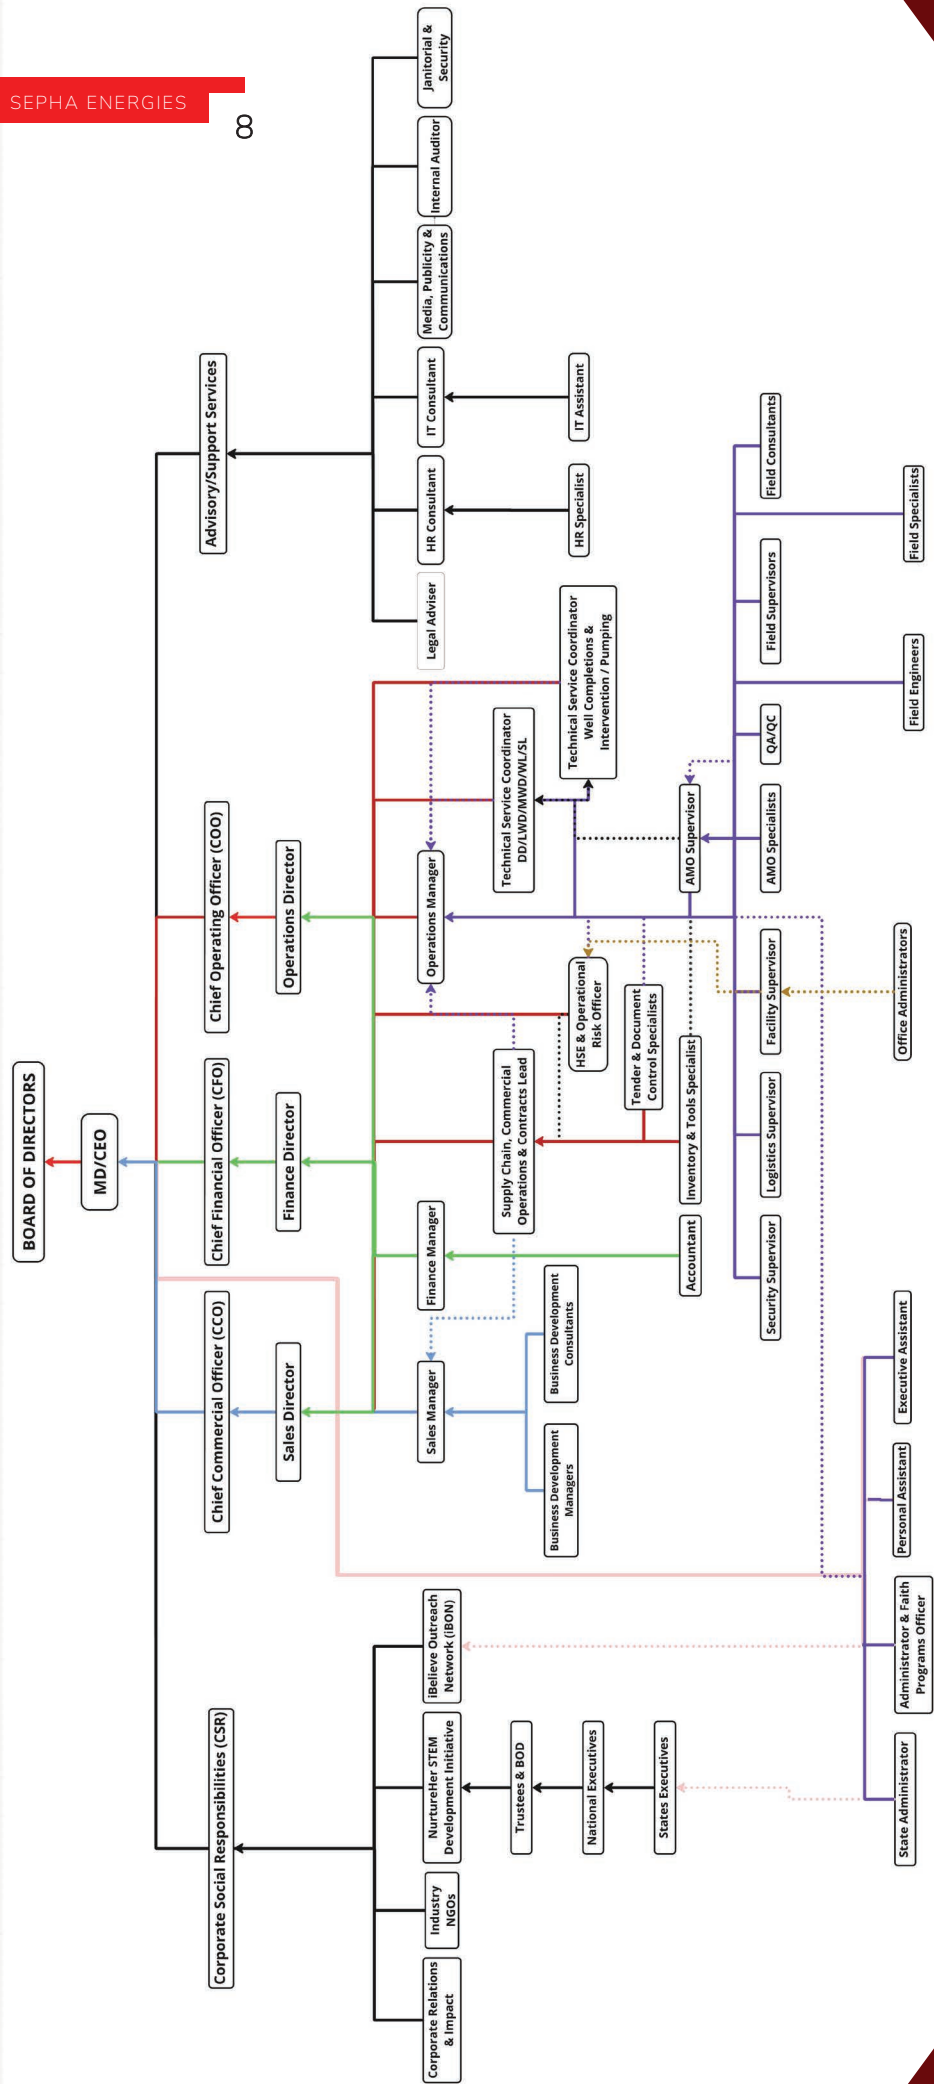 SEPHA ENERGIES
8
BOARD OF DIRECTORS
MD/CEO
Corporate Social Responsibilities (CSR)
Chief Commercial Officer (CCO)
Chief Financial Officer (CFO)
Chief Operating Officer (COO)
Advisory/Support Services
Sales Director
Finance Director
Operations Director
Corporate Relations
& Impact
Industry
NGOs
NurtureHer STEM
Development Initiative
iBelieve Outreach
Network (iBON)
Sales Manager
Finance Manager
Operations Manager
Legal Adviser
HR Consultant
IT Consultant
Media, Publicity &
Communications
Internal Auditor
Janitorial &
Security
Trustees & BOD
Supply Chain, Commercial
Operations & Contracts Lead
Technical Service Coordinator
DD/LWD/MWD/WL/SL
Business Development
Managers
Business Development
Consultants
National Executives
HSE & Operational
Risk Officer
Technical Service Coordinator
Well Completions &
Intervention / Pumping
HR Specialist
IT Assistant
States Executives
Tender & Document
Control Specialists
Accountant
Inventory & Tools Specialist
AMO Supervisor
Security Supervisor
Logistics Supervisor
Facility Supervisor
AMO Specialists
QA/QC
Field Supervisors
Field Consultants
State Administrator
Administrator & Faith
Programs Officer
Personal Assistant
Executive Assistant
Office Administrators
Field Engineers
Field Specialists